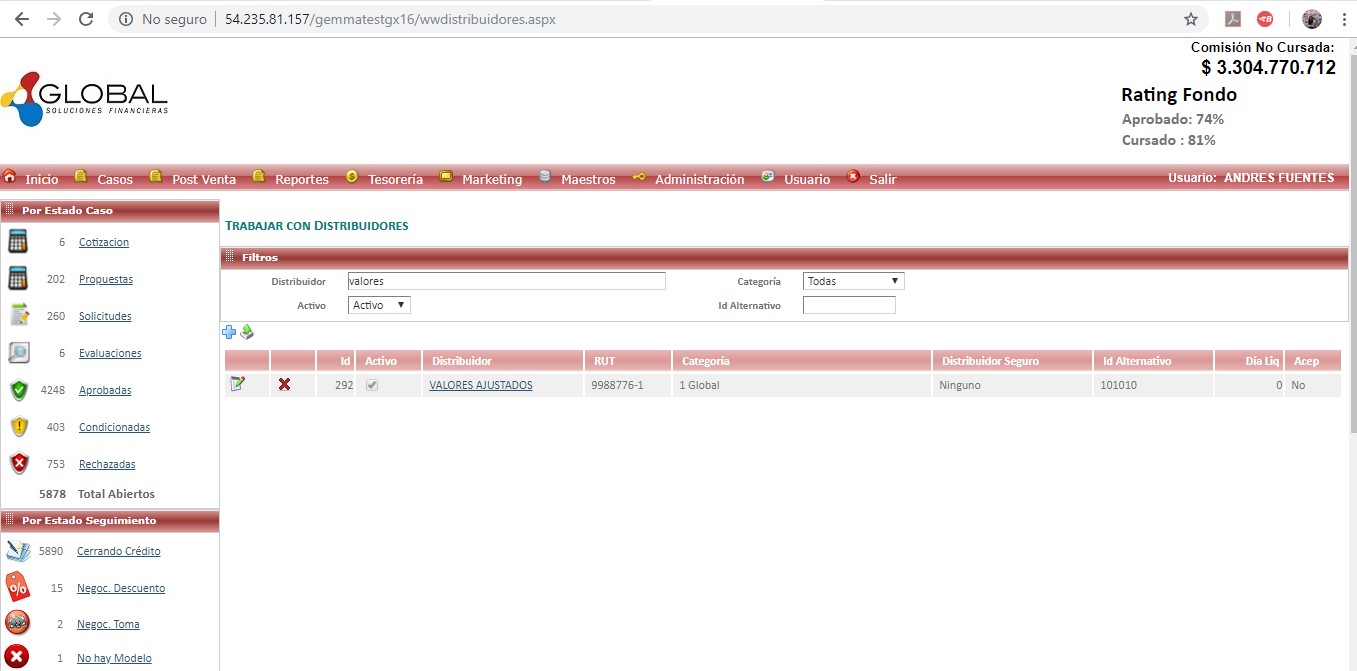 No seguro | 54.235.81.157/gemmatestgx16/wwdistribuidores.aspx
Comisión No Cursada:
$ 3.304.770.712
GLOBAL
SOLUCIONES FINANCIERAS
Rating Fondo
Aprobado: 74%
Cursado : 81%
Inicio Casos Post Venta Reportes Tesorería Marketing Maestros Administración Usuario Salir Usuario: ANDRES FUENTES
Por Estado Caso
6 Cotizacion
202 Propuestas
260 Solicitudes
6 Evaluaciones
4248 Aprobadas
403 Condicionadas
753 Rechazadas
5878 Total Abiertos
Por Estado Seguimiento
5890 Cerrando Crédito
15 Negoc. Descuento
2 Negoc. Toma
1 No hay Modelo
TRABAJAR CON DISTRIBUIDORES
Filtros
Distribuidor valores Categoría Todas
Activo Activo Id Alternativo
Id Activo Distribuidor RUT Categoría Distribuidor Seguro Id Alternativo Día Liq Acep
292 VALORES AJUSTADOS 9988776-1 1 Global Ninguno 101010 0 No